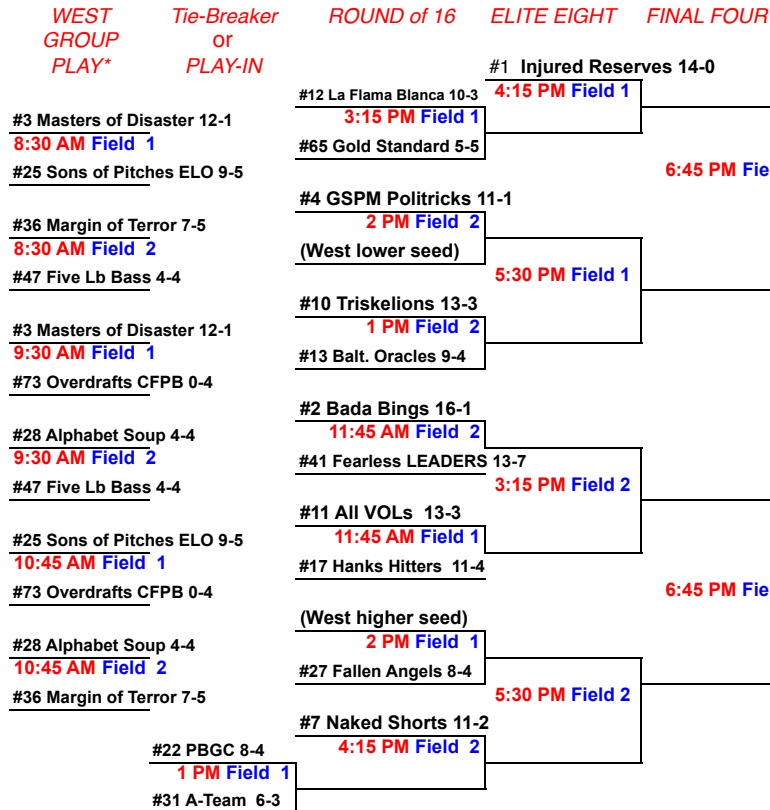 WEST GROUP PLAY*
Tie-Breaker or PLAY-IN
ROUND of 16
ELITE EIGHT
FINAL FOUR
#3 Masters of Disaster 12-1
8:30 AM Field 1
#25 Sons of Pitches ELO 9-5
#36 Margin of Terror 7-5
8:30 AM Field 2
#47 Five Lb Bass 4-4
#3 Masters of Disaster 12-1
9:30 AM Field 1
#73 Overdrafts CFPB 0-4
#28 Alphabet Soup 4-4
9:30 AM Field 2
#47 Five Lb Bass 4-4
#25 Sons of Pitches ELO 9-5
10:45 AM Field 1
#73 Overdrafts CFPB 0-4
#28 Alphabet Soup 4-4
10:45 AM Field 2
#36 Margin of Terror 7-5
#22 PBGC 8-4
1 PM Field 1
#31 A-Team 6-3
#12 La Flama Blanca 10-3
3:15 PM Field 1
#65 Gold Standard 5-5
#4 GSPM Politricks 11-1
2 PM Field 2
(West lower seed)
#10 Triskelions 13-3
1 PM Field 2
#13 Balt. Oracles 9-4
#2 Bada Bings 16-1
11:45 AM Field 2
#41 Fearless LEADERS 13-7
#11 All VOLs 13-3
11:45 AM Field 1
#17 Hanks Hitters 11-4
(West higher seed)
2 PM Field 1
#27 Fallen Angels 8-4
#7 Naked Shorts 11-2
4:15 PM Field 2
#1 Injured Reserves 14-0
4:15 PM Field 1
5:30 PM Field 1
3:15 PM Field 2
5:30 PM Field 2
6:45 PM Fie
6:45 PM Fie